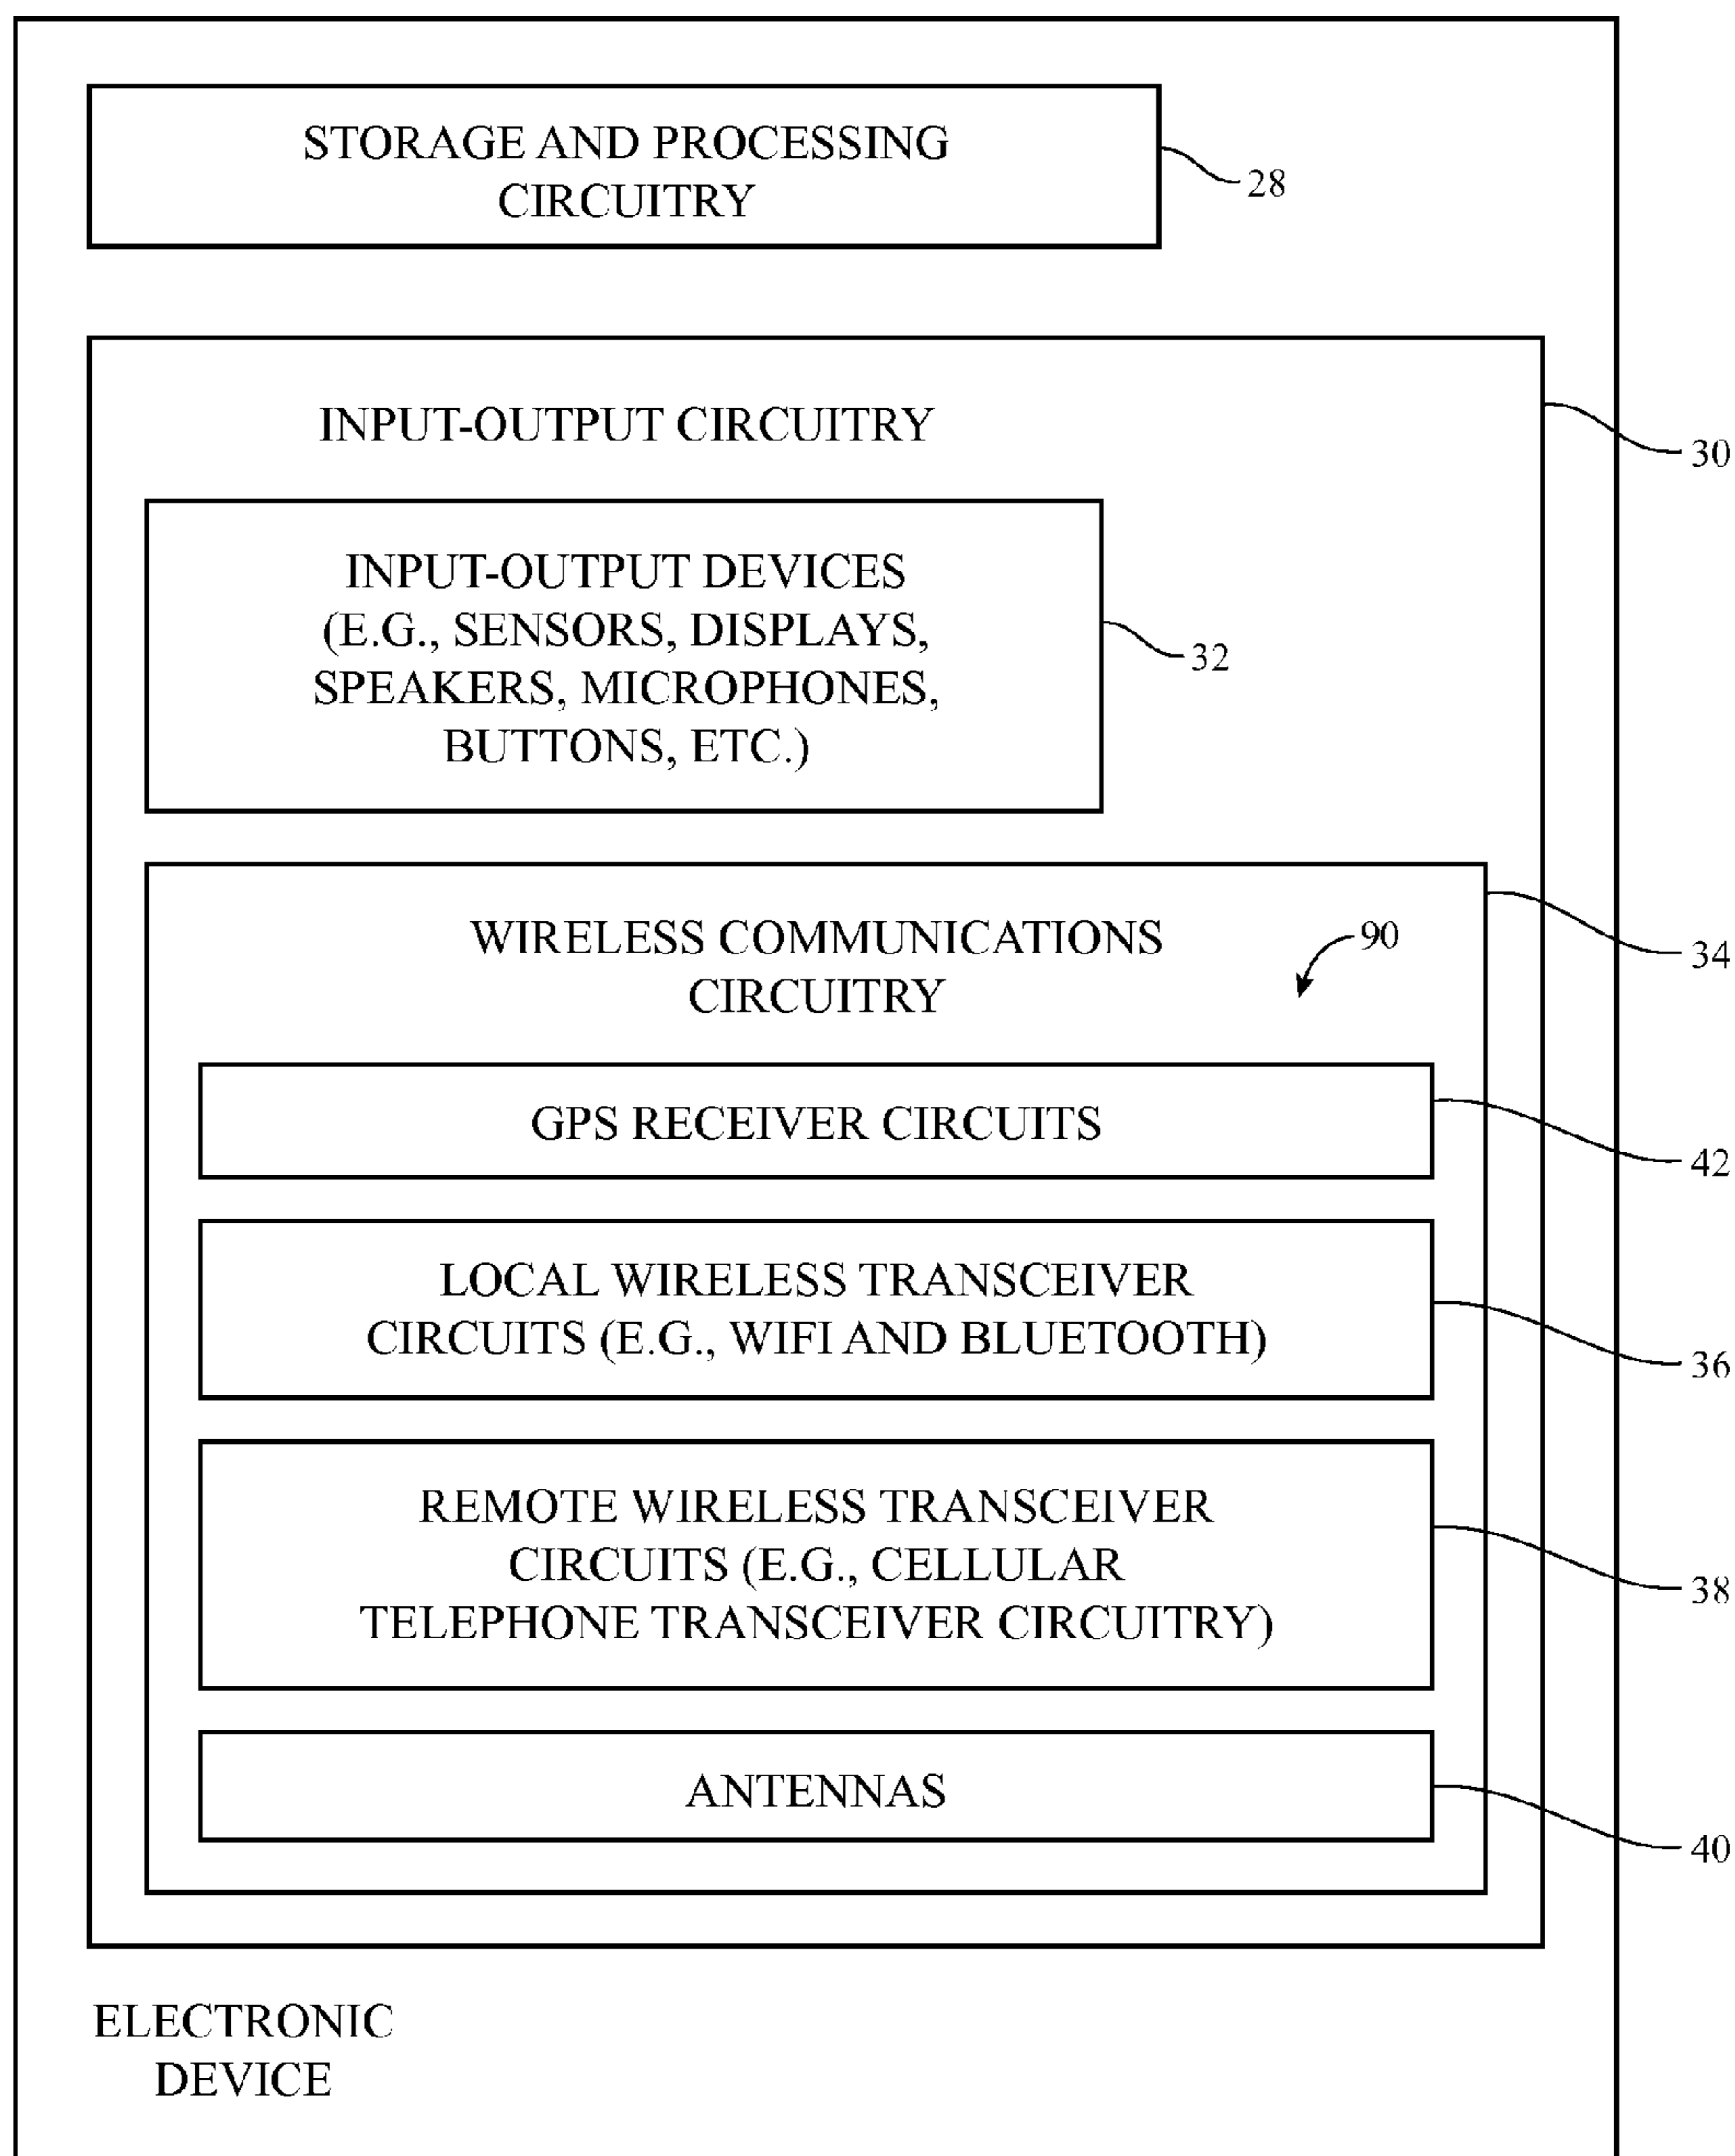 STORAGE AND PROCESSING
CIRCUITRY
28
INPUT-OUTPUT CIRCUITRY
30
INPUT-OUTPUT DEVICES
(E.G., SENSORS, DISPLAYS,
SPEAKERS, MICROPHONES,
BUTTONS, ETC.)
32
WIRELESS COMMUNICATIONS
CIRCUITRY
90
34
GPS RECEIVER CIRCUITS
42
LOCAL WIRELESS TRANSCEIVER
CIRCUITS (E.G., WIFI AND BLUETOOTH)
36
REMOTE WIRELESS TRANSCEIVER
CIRCUITS (E.G., CELLULAR
TELEPHONE TRANSCEIVER CIRCUITRY)
38
ANTENNAS
40
ELECTRONIC
DEVICE